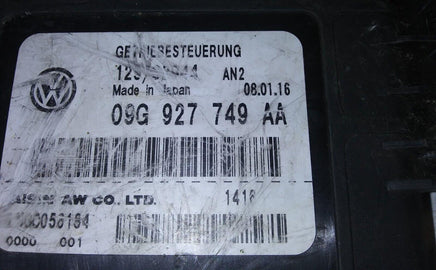 GETRIEBESTEUERUNG
AN2
Made in Japan 08.01.16
VW
09G 927 749 AA
AISIN AW CO., LTD. 1418
0000 001